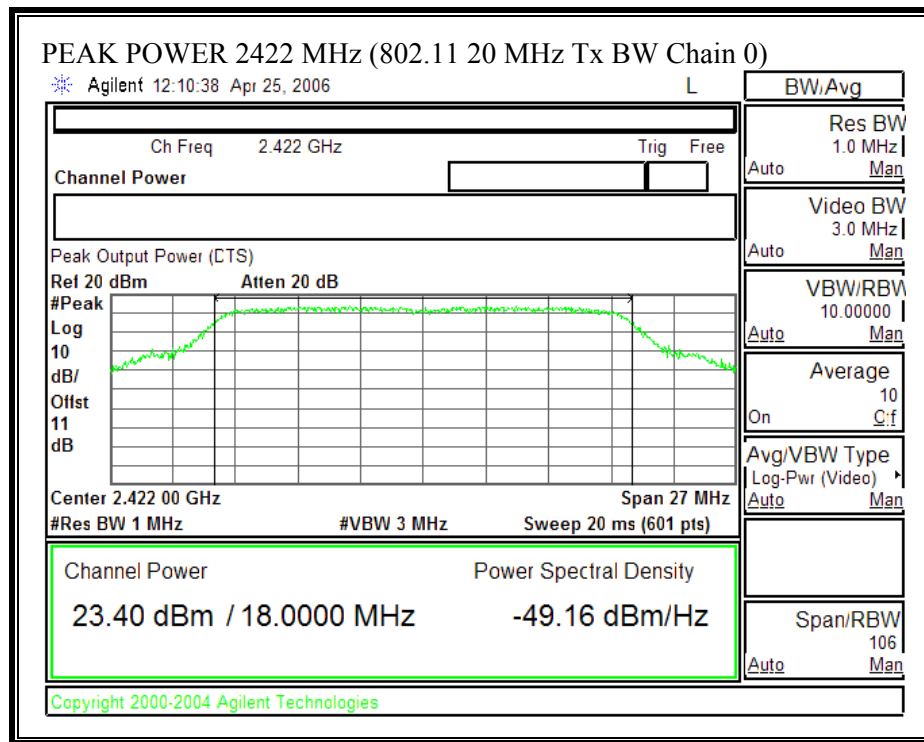 PEAK POWER 2422 MHz (802.11 20 MHz Tx BW Chain 0)
Agilent 12:10:38 Apr 25, 2006 L
BW/Avg
Ch Freq 2.422 GHz Trig Free
Channel Power
Res BW
1.0 MHz
Auto Man
Video BW
3.0 MHz
Auto Man
VBW/RBW
10.00000
Auto Man
Average
10
On Off
Avg/VBW Type
Log-Pwr (Video)
Auto Man
Span/RBW
106
Auto Man
Peak Output Power (DTS)
Ref 20 dBm Atten 20 dB
#Peak
Log
10
dB/
Offst
11
dB
Center 2.422 00 GHz Span 27 MHz
#Res BW 1 MHz #VBW 3 MHz Sweep 20 ms (601 pts)
Channel Power Power Spectral Density
23.40 dBm / 18.0000 MHz -49.16 dBm/Hz
Copyright 2000-2004 Agilent Technologies